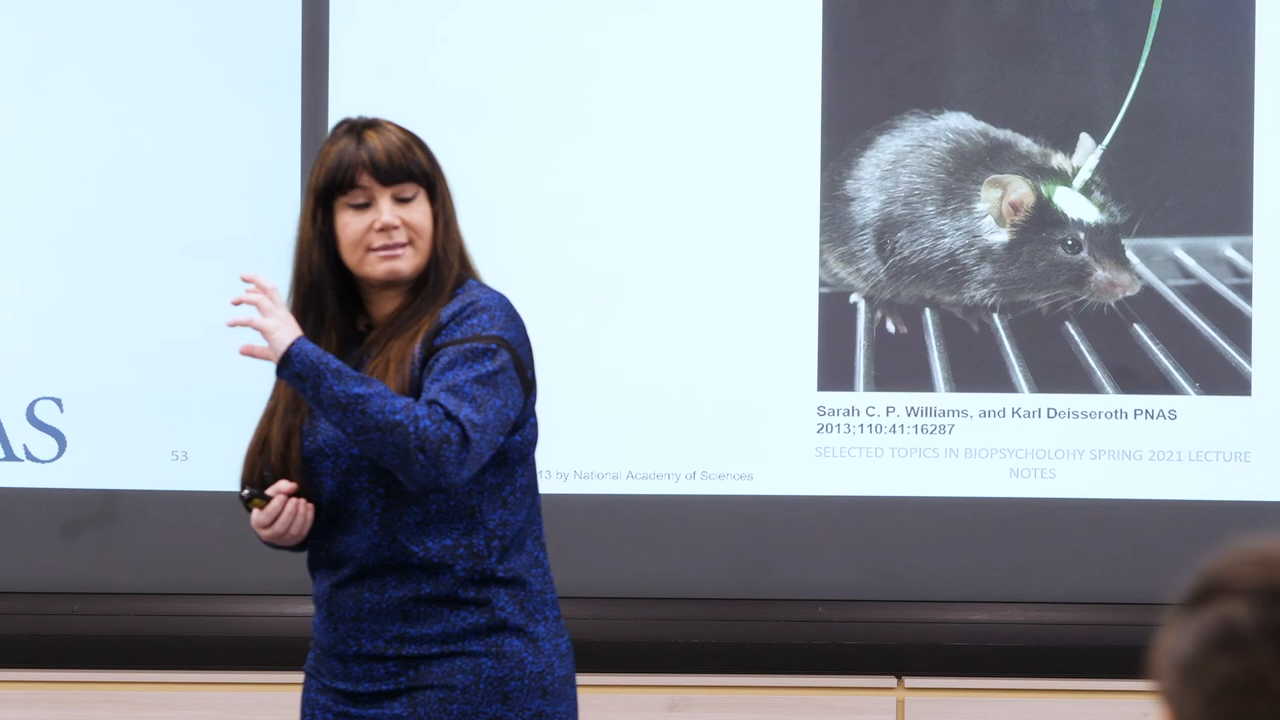 AS
53
13 by National Academy of Sciences
Sarah C. P. Williams, and Karl Deisseroth PNAS
2013;110:41:16287
SELECTED TOPICS IN BIOPSYCHOLOHY SPRING 2021 LECTURE
NOTES